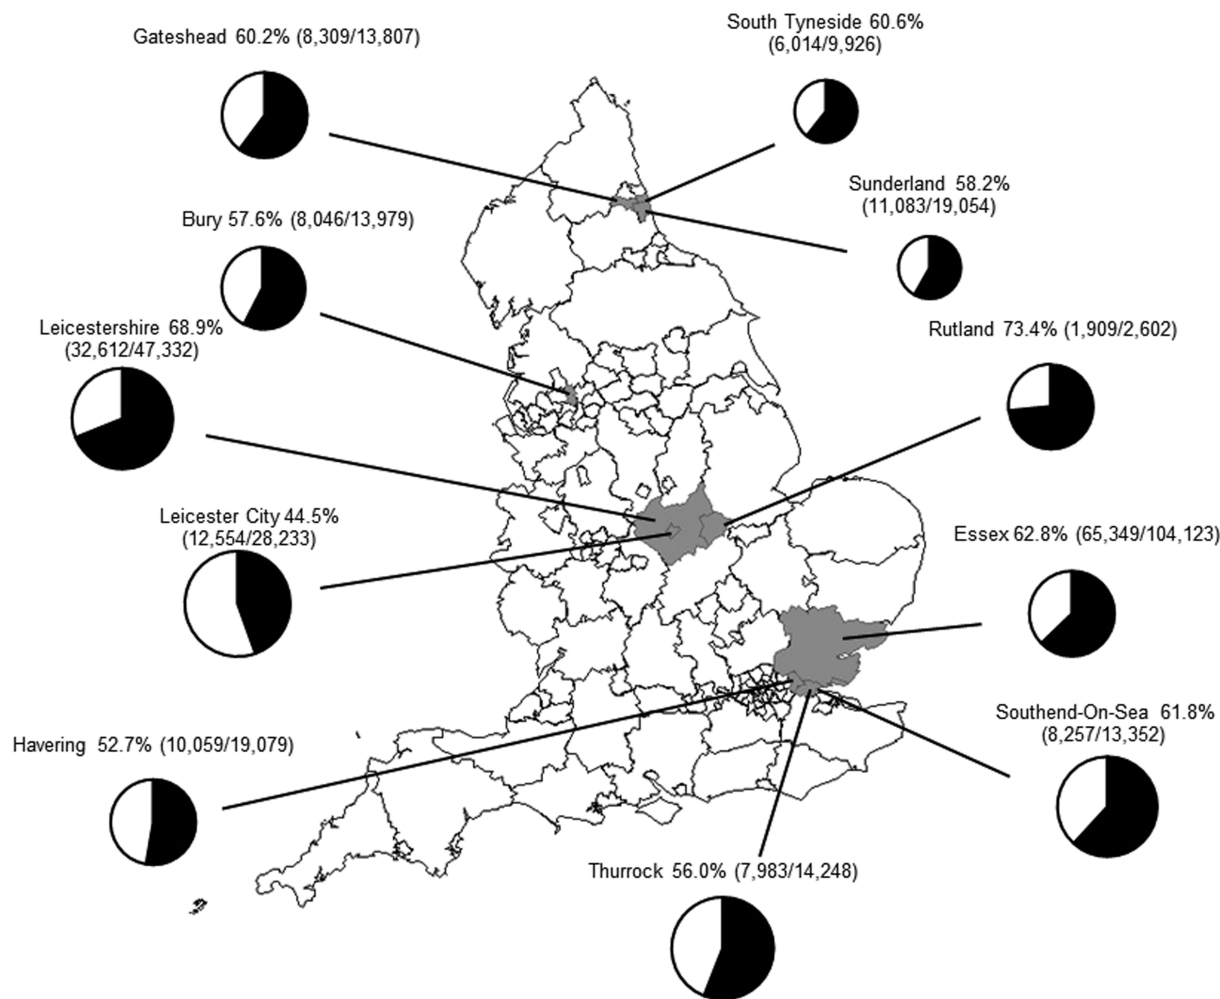 South Tyneside 60.6%
(6,014/9,926)
Gateshead 60.2% (8,309/13,807)
Sunderland 58.2%
(11,083/19,054)
Bury 57.6% (8,046/13,979)
Leicestershire 68.9%
(32,612/47,332)
Rutland 73.4% (1,909/2,602)
Leicester City 44.5%
(12,554/28,233)
Essex 62.8% (65,349/104,123)
Southend-On-Sea 61.8%
(8,257/13,352)
Havering 52.7% (10,059/19,079)
Thurrock 56.0% (7,983/14,248)